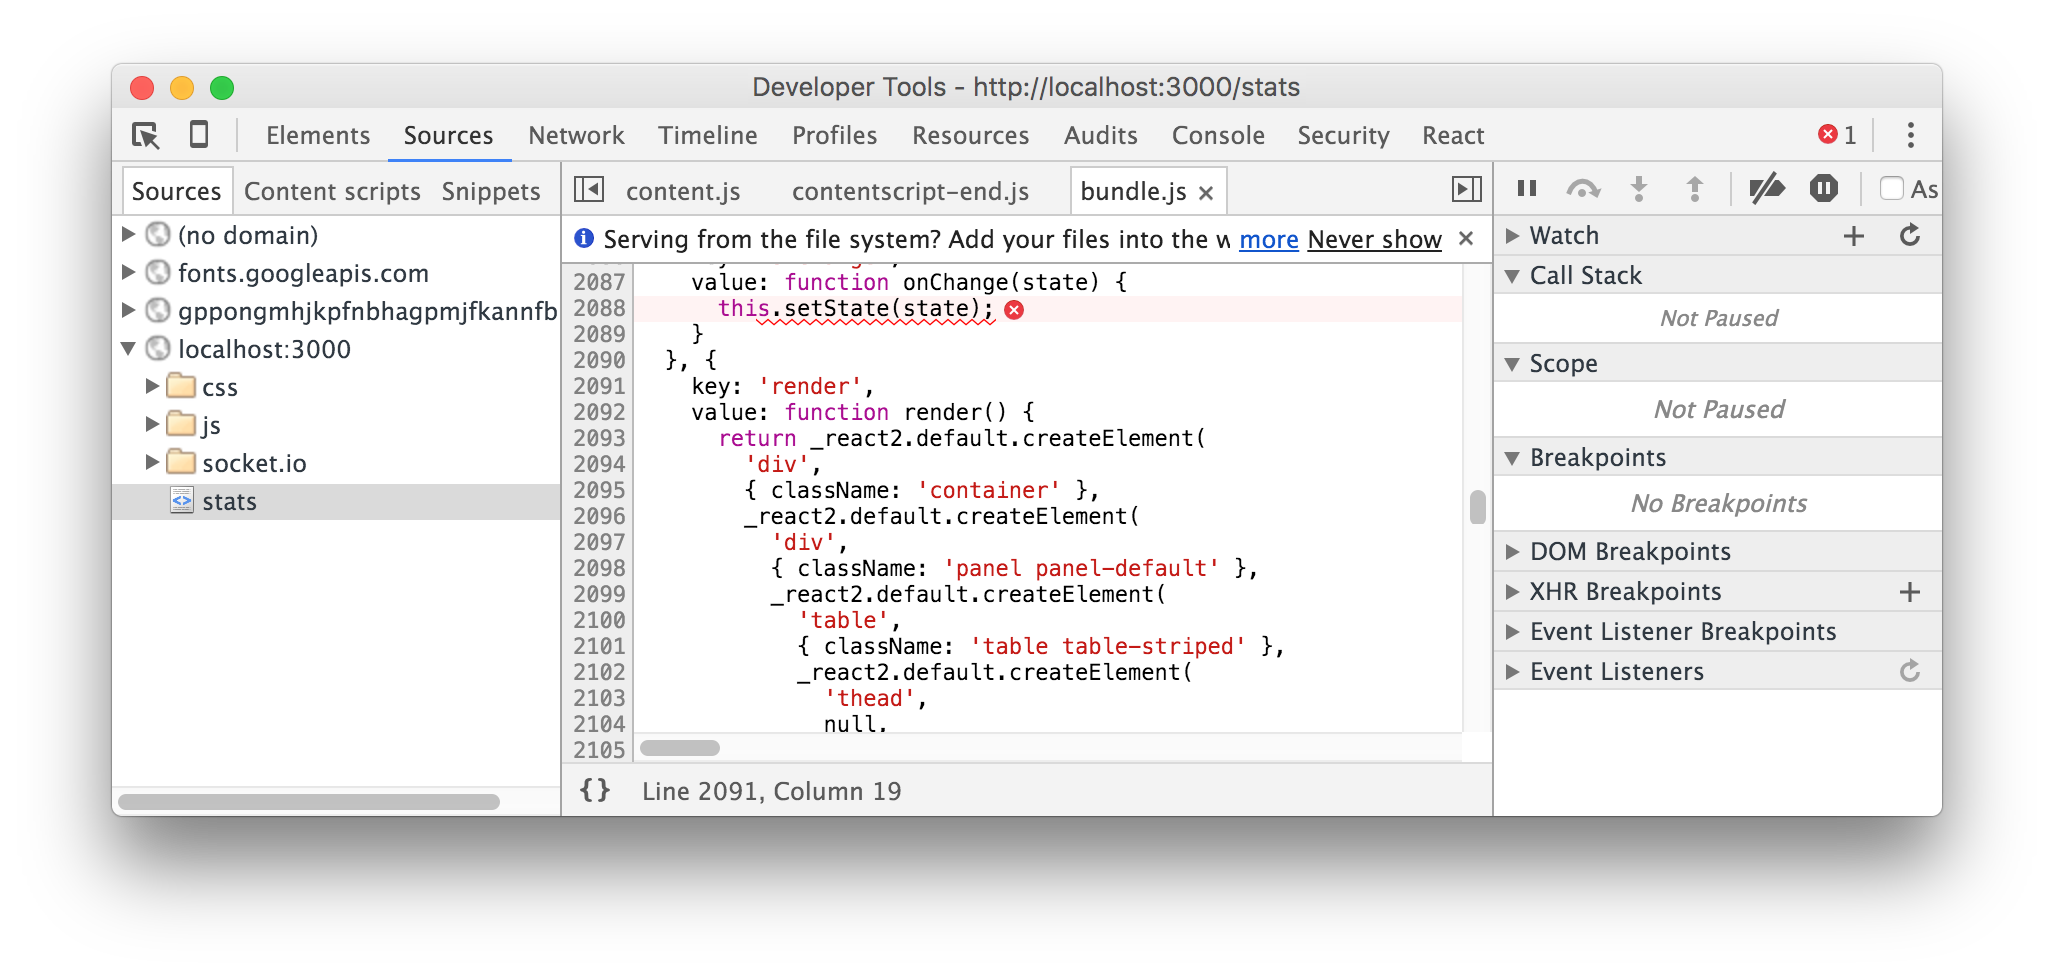 Developer Tools - http://localhost:3000/stats
Elements Sources Network Timeline Profiles Resources Audits Console Security React 1
Sources Content scripts Snippets
(no domain)
fonts.googleapis.com
gppongmhjkpfnbhagpmjfkannfb
localhost:3000
css
js
socket.io
stats
content.js contentscript-end.js bundle.js ×
Serving from the file system? Add your files into the w more Never show ×
2087 value: function onChange(state) {
2088 this.setState(state);
2089 }
2090 }, {
2091 key: 'render',
2092 value: function render() {
2093 return _react2.default.createElement(
2094 'div',
2095 { className: 'container' },
2096 _react2.default.createElement(
2097 'div',
2098 { className: 'panel panel-default' },
2099 _react2.default.createElement(
2100 'table',
2101 { className: 'table table-striped' },
2102 _react2.default.createElement(
2103 'thead',
2104 null,
2105
{} Line 2091, Column 19
As
Watch
Call Stack
Not Paused
Scope
Not Paused
Breakpoints
No Breakpoints
DOM Breakpoints
XHR Breakpoints
Event Listener Breakpoints
Event Listeners